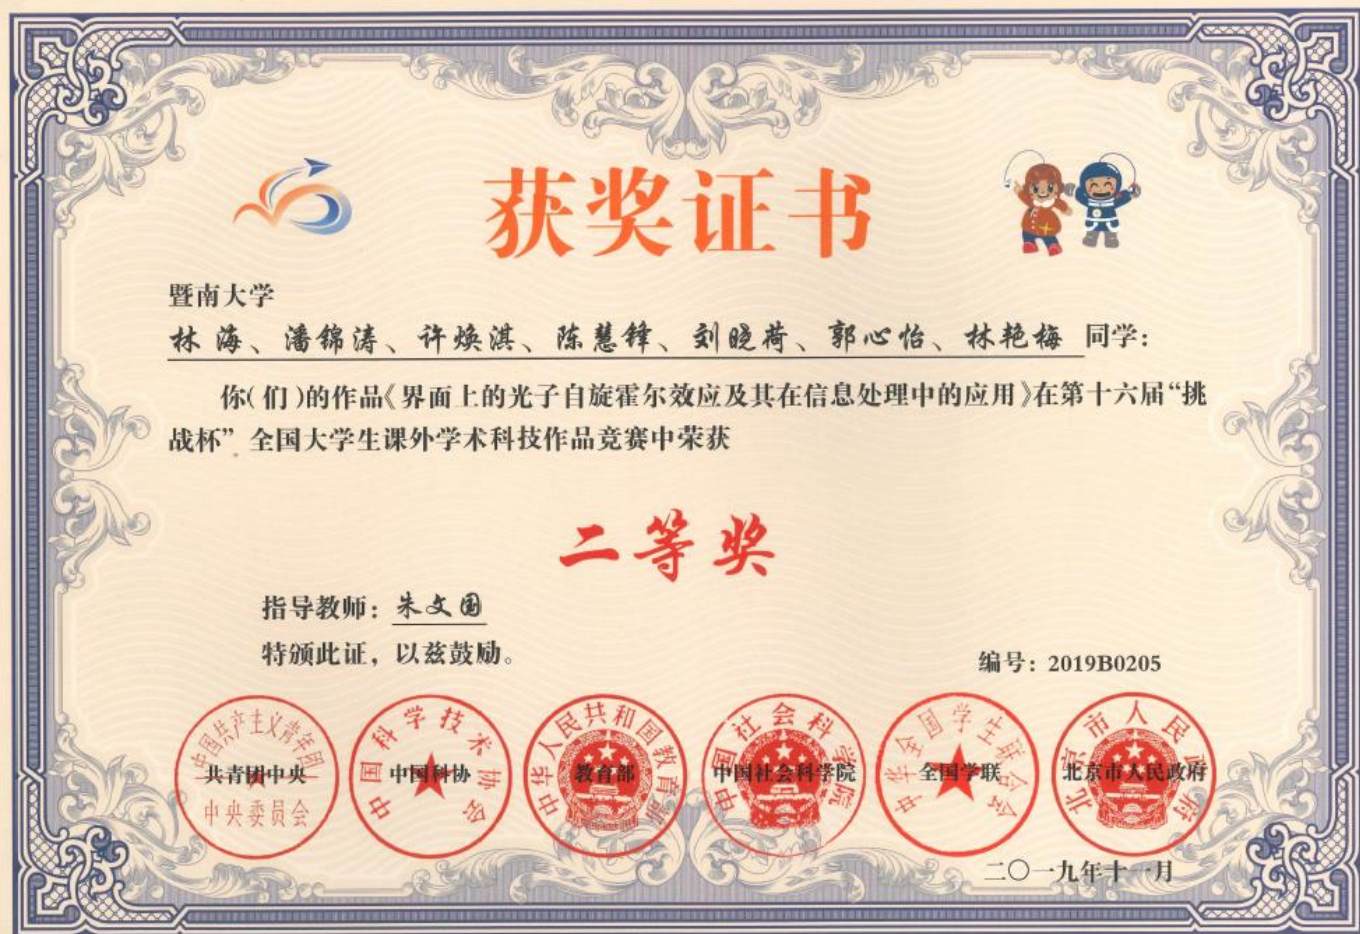 获奖证书
暨南大学
林海、潘锦涛、许焕淇、陈慧锋、刘晓荷、郭心怡、林艳梅 同学：
你(们)的作品《界面上的光子自旋霍尔效应及其在信息处理中的应用》在第十六届“挑
战杯” 全国大学生课外学术科技作品竞赛中荣获
二等奖
指导教师：朱文国
特颁此证，以兹鼓励。
编号：2019B0205
中国共产主义青年团
共青团中央
中央委员会
中国科学技术协会
中国科协
中华人民共和国教育部
教育部
中国社会科学院
中国社会科学院
中华全国学生联合会
全国学联
北京市人民政府
北京市人民政府
二〇一九年十一月